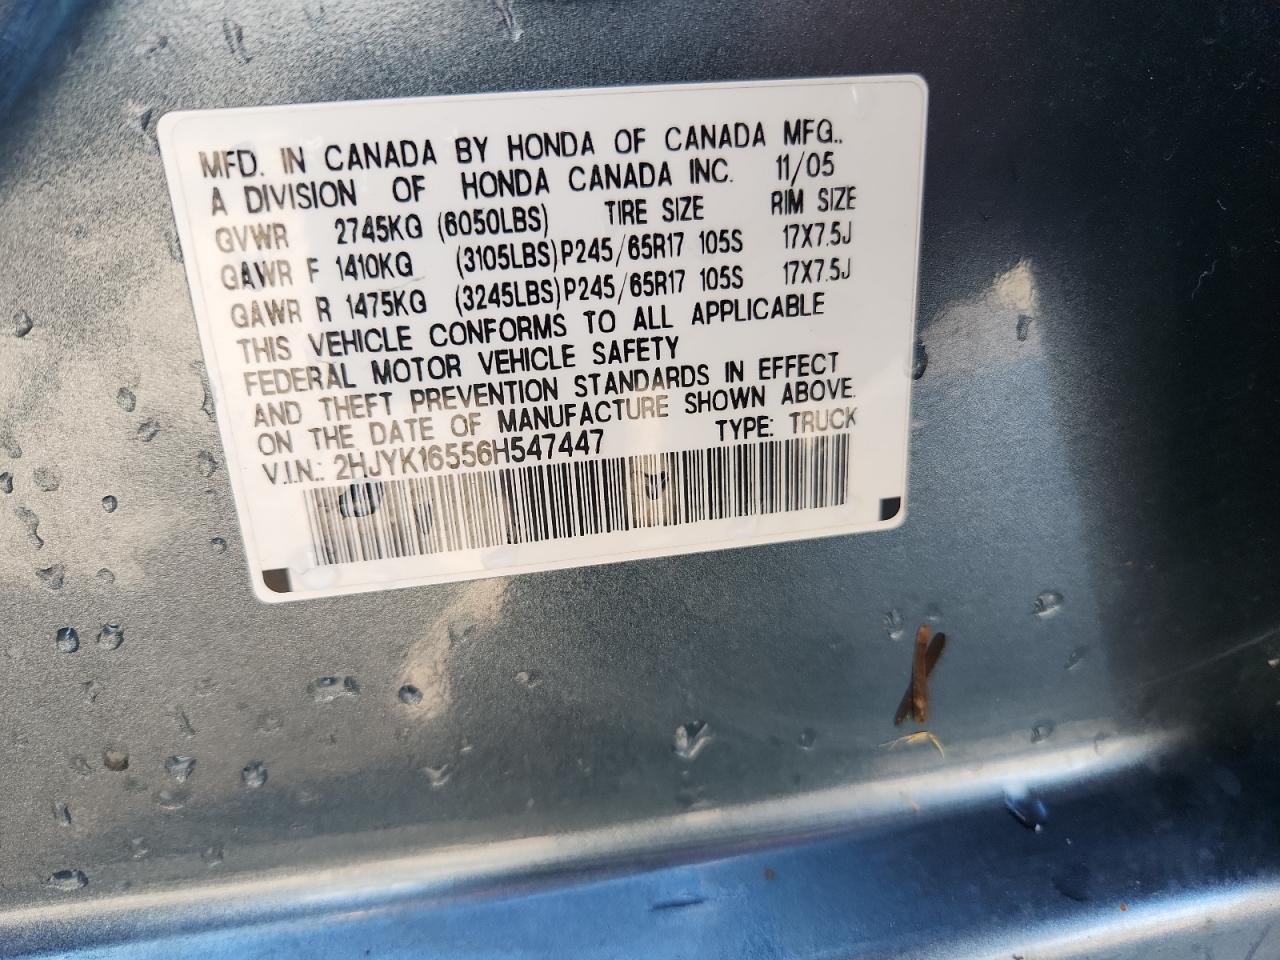 MFD. IN CANADA BY HONDA OF CANADA MFG.,
A DIVISION OF HONDA CANADA INC. 11/05
GVWR 2745KG (6050LBS) TIRE SIZE RIM SIZE
GAWR F 1410KG (3105LBS) P245/65R17 105S 17X7.5J
GAWR R 1475KG (3245LBS) P245/65R17 105S 17X7.5J
THIS VEHICLE CONFORMS TO ALL APPLICABLE
FEDERAL MOTOR VEHICLE SAFETY
AND THEFT PREVENTION STANDARDS IN EFFECT
ON THE DATE OF MANUFACTURE SHOWN ABOVE.
V.I.N.: 2HJYK16556H547447 TYPE: TRUCK